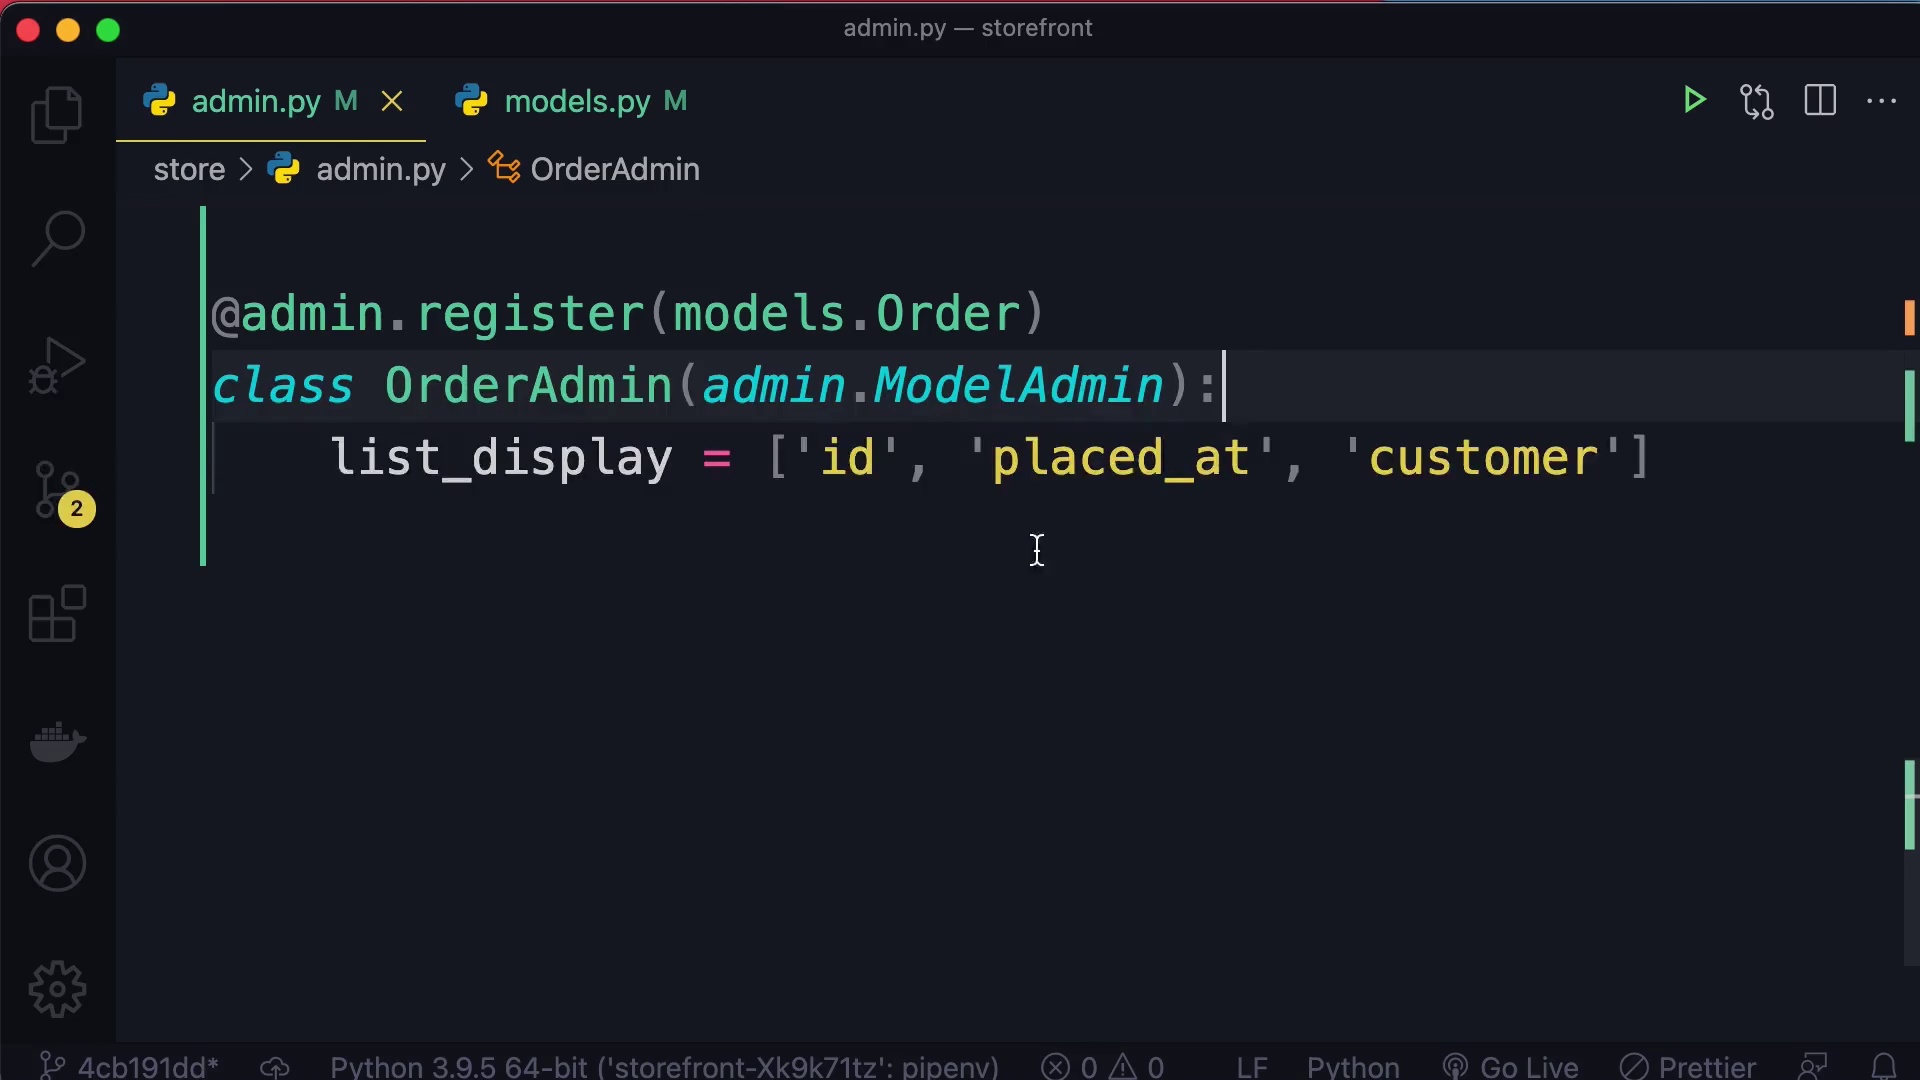 admin.py — storefront
admin.py M
models.py M
store > admin.py > OrderAdmin
@admin.register(models.Order)
class OrderAdmin(admin.ModelAdmin):
list_display = ['id', 'placed_at', 'customer']
2
4cb191dd* Python 3.9.5 64-bit ('storefront-Xk9k71tz': pipenv) 0 0 LF Python Go Live Prettier